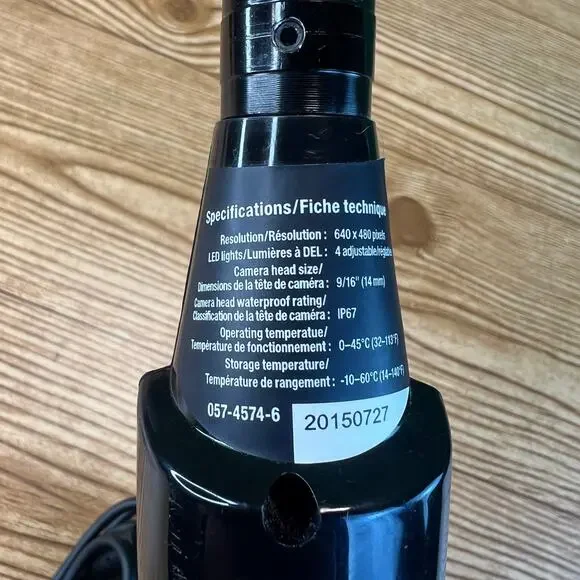 Specifications/Fiche technique
Resolution/Résolution: 640 x 480 pixels
LED lights/Lumières à DEL: 4 adjustable/réglable
Camera head size/
Dimensions de la tête de caméra: 9/16" (14 mm)
Camera head waterproof rating/
Classification de la tête de caméra: IP67
Operating temperatue/
Température de fonctionnement: 0–45°C (32–113°F)
Storage temperature/
Température de rangement: -10–60°C (14–140°F)
057-4574-6 20150727